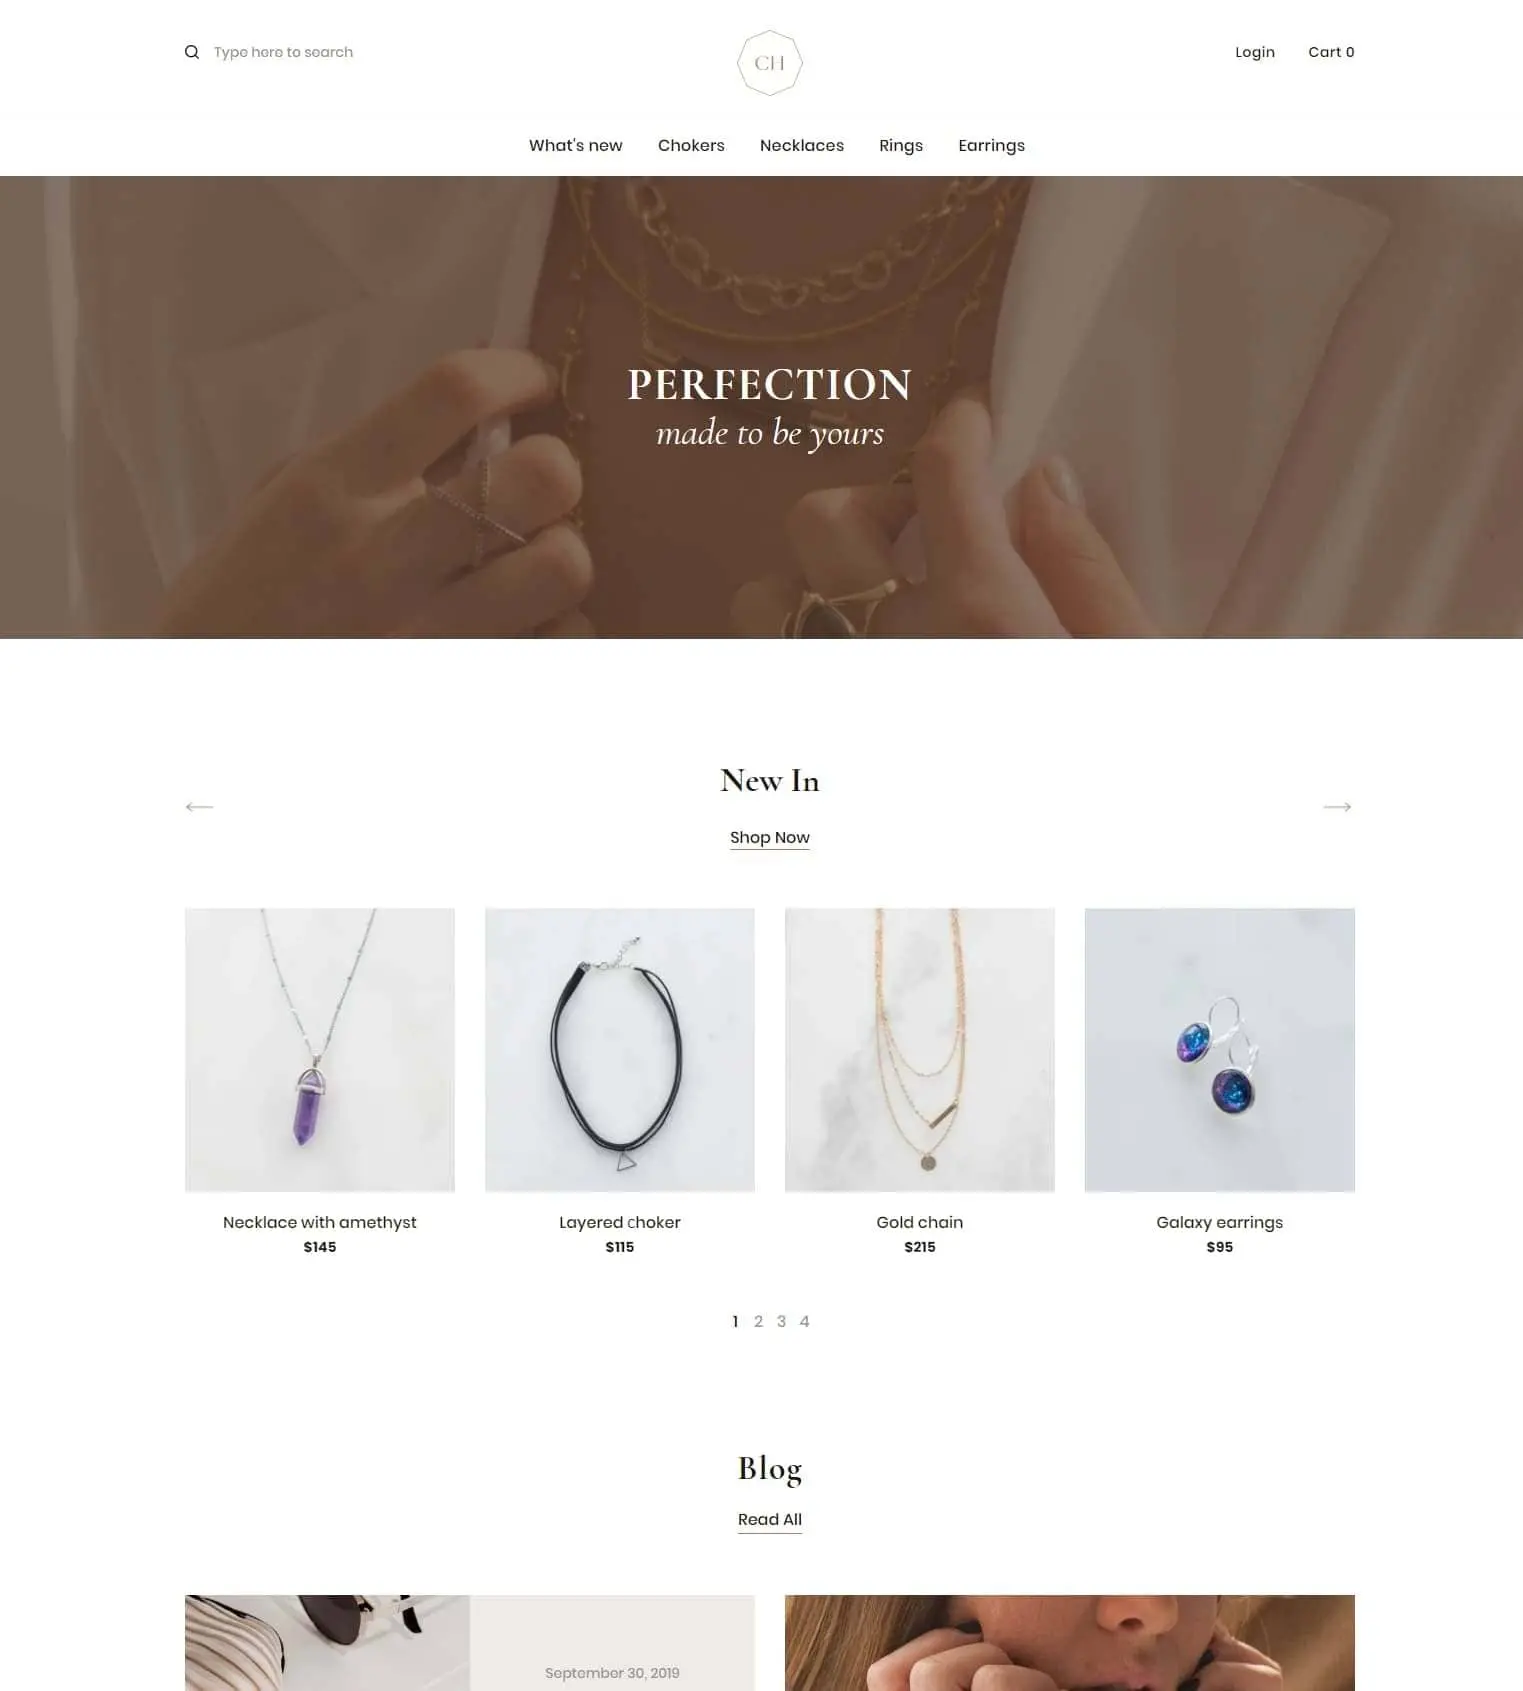 Type here to search
CH
Login
Cart 0
What's new
Chokers
Necklaces
Rings
Earrings
PERFECTION
made to be yours
New In
Shop Now
Necklace with amethyst
$145
Layered choker
$115
Gold chain
$215
Galaxy earrings
$95
1 2 3 4
Blog
Read All
September 30, 2019